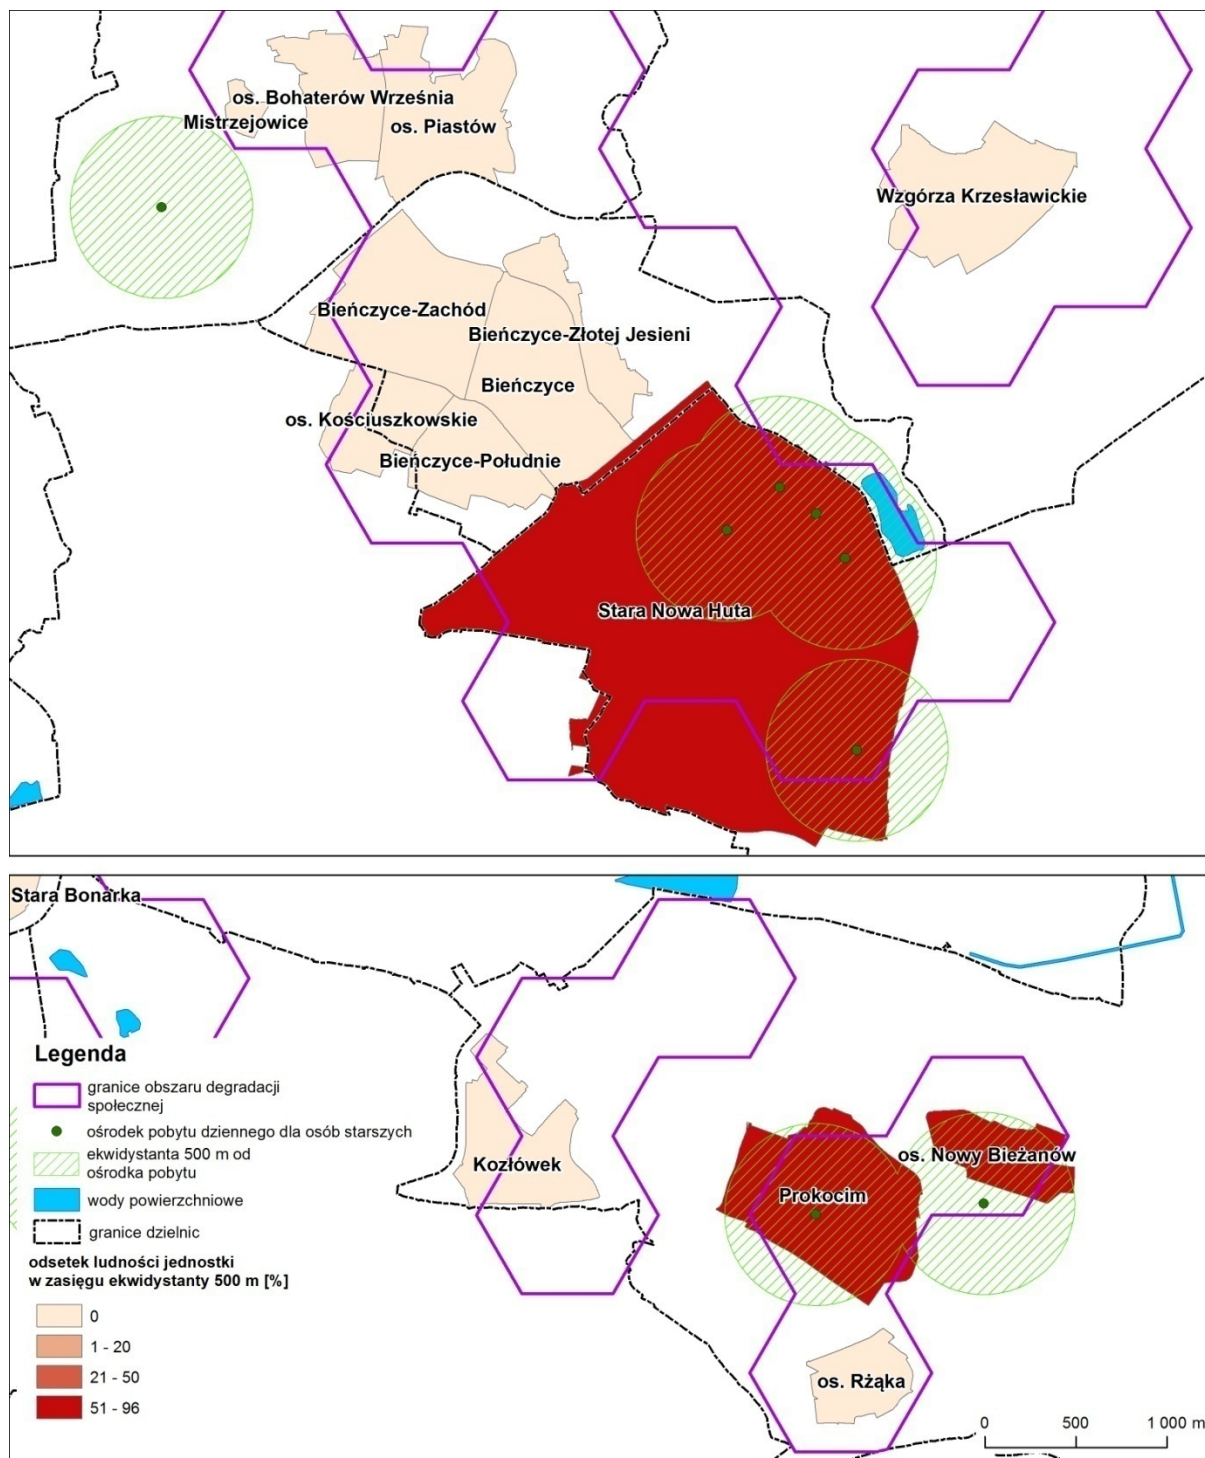 os. Bohaterów Września
Mistrzejowice
os. Piastów
Wzgórza Krzesławickie
Bieńczyce-Zachód
Bieńczyce-Złotej Jesieni
Bieńczyce
os. Kościuszkowskie
Bieńczyce-Południe
Stara Nowa Huta
Stara Bonarka
Kozłówek
os. Nowy Bieżanów
Prokocim
os. Rżąka
Legenda
granice obszaru degradacji
społecznej
ośrodek pobytu dziennego dla osób starszych
ekwidystanta 500 m od
ośrodka pobytu
wody powierzchniowe
granice dzielnic
odsetek ludności jednostki
w zasięgu ekwidystanty 500 m [%]
0
1 - 20
21 - 50
51 - 96
0 500 1 000 m